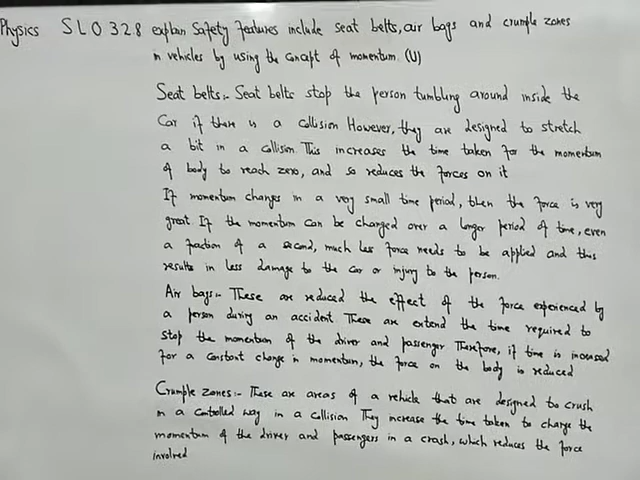 Physics SLO 3 2.8 explain Safety features include seat belts, air bags and crumple zones
in vehicles by using the concept of momentum. (U)
Seat belts:- Seat belts stop the person tumbling around inside the
Car if there is a collision However, they are designed to stretch
a bit in a collision. This increases the time taken for the momentum
of body to reach zero, and so reduces the forces on it
If momentum changes in a very small time period, then the force is very
great. If the momentum can be changed over a longer period of time, even
a fraction of a second, much less force needs to be applied and this
results in less damage to the car or injury to the person.
Air bags:- These are reduced the effect of the force experienced by
a person during an accident These are extend the time required to
stop the momentum of the driver and passenger Therefore, if time is increased
for a constant change in momentum, the force on the body is reduced
Crumple zones:- These are areas of a vehicle that are designed to crush
in a controlled way in a collision They increase the time taken to change the
momentum of the driver and passengers in a crash, which reduces the force
involved